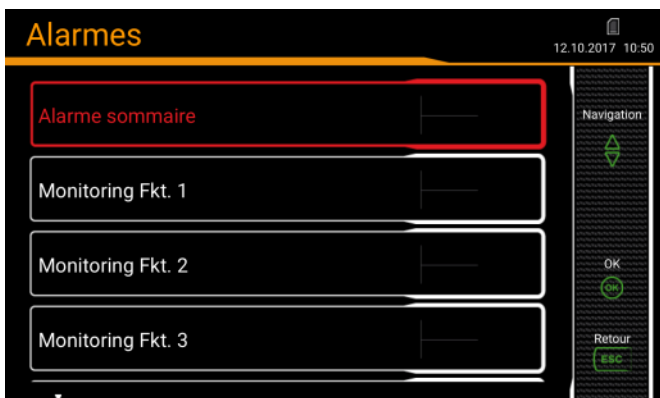 Alarmes
12.10.2017 10:50
Alarme sommaire
Navigation
Monitoring Fkt. 1
Monitoring Fkt. 2
OK
OK
Monitoring Fkt. 3
Retour
ESC